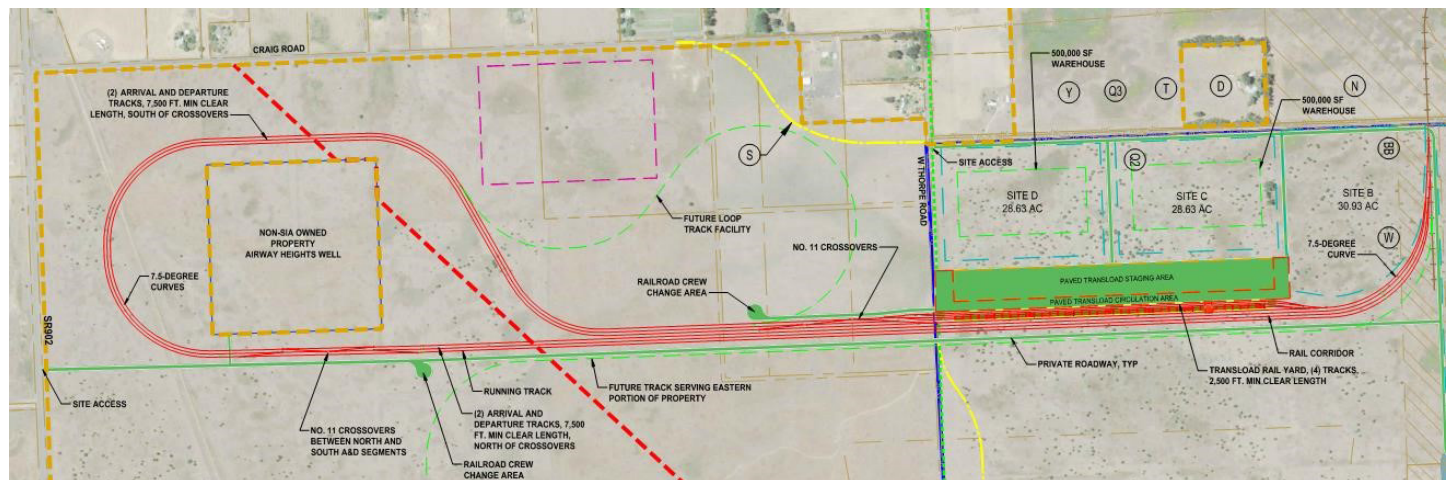 CRAIG ROAD
(2) ARRIVAL AND DEPARTURE
TRACKS, 7,500 FT. MIN CLEAR
LENGTH, SOUTH OF CROSSOVERS
NON-SIA OWNED
PROPERTY
AIRWAY HEIGHTS WELL
7.5-DEGREE
CURVES
SR902
SITE ACCESS
NO. 11 CROSSOVERS
BETWEEN NORTH AND
SOUTH A&D SEGMENTS
RAILROAD CREW
CHANGE AREA
(2) ARRIVAL AND
DEPARTURE TRACKS, 7,500
FT. MIN CLEAR LENGTH,
NORTH OF CROSSOVERS
RUNNING TRACK
FUTURE TRACK SERVING EASTERN
PORTION OF PROPERTY
FUTURE LOOP
TRACK FACILITY
S
RAILROAD CREW
CHANGE AREA
NO. 11 CROSSOVERS
W THORPE ROAD
SITE ACCESS
500,000 SF
WAREHOUSE
Y
Q3
T
D
N
500,000 SF
WAREHOUSE
SITE D
28.63 AC
Q2
SITE C
28.63 AC
SITE B
30.93 AC
BB
W
7.5-DEGREE
CURVE
PAVED TRANSLOAD STAGING AREA
PAVED TRANSLOAD CIRCULATION AREA
RAIL CORRIDOR
PRIVATE ROADWAY, TYP
TRANSLOAD RAIL YARD, (4) TRACKS,
2,500 FT. MIN CLEAR LENGTH